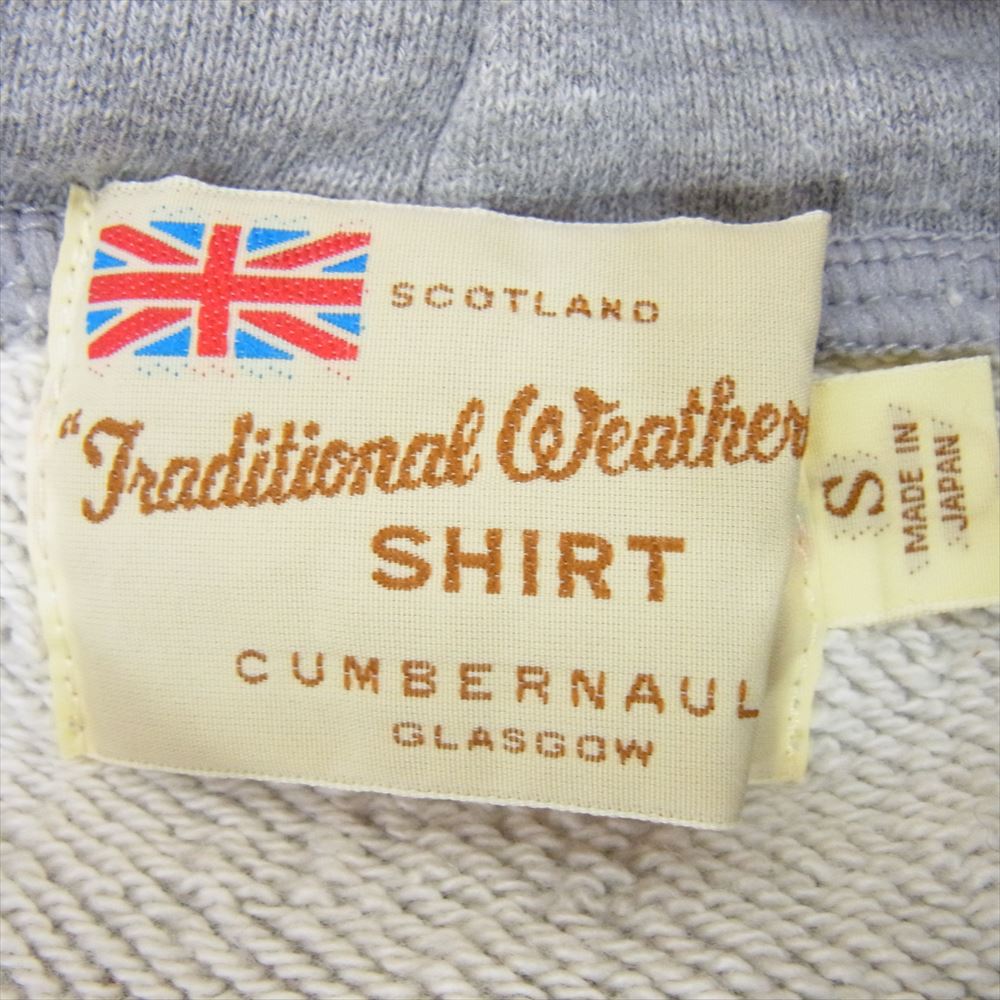 SCOTLAND
"Traditional Weather
SHIRT
CUMBERNAUL
GLASGOW
S
MADE IN
JAPAN